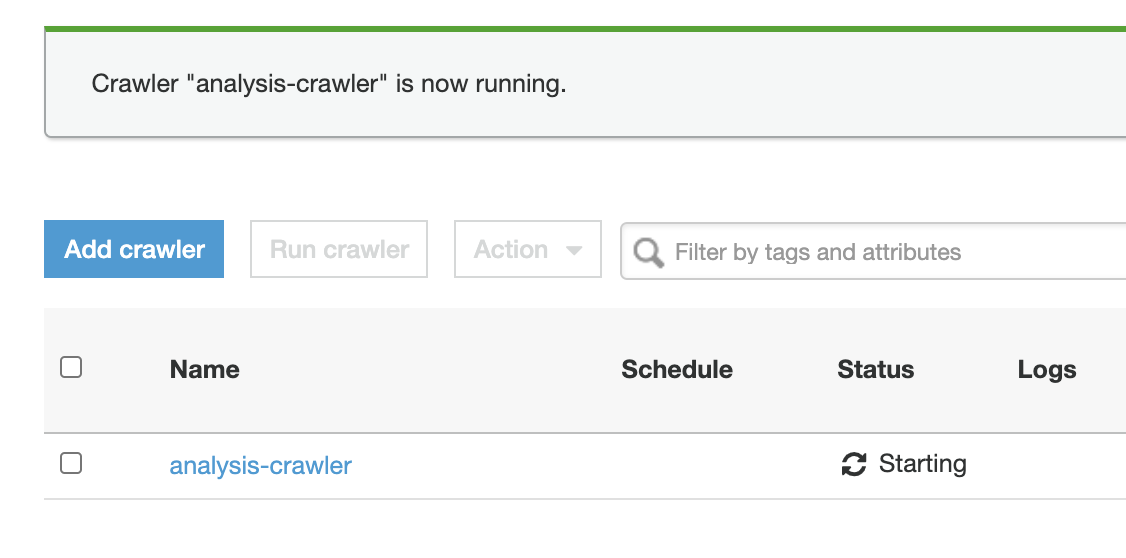 Crawler "analysis-crawler" is now running.
Add crawler Run crawler Action Filter by tags and attributes
Name Schedule Status Logs
analysis-crawler Starting